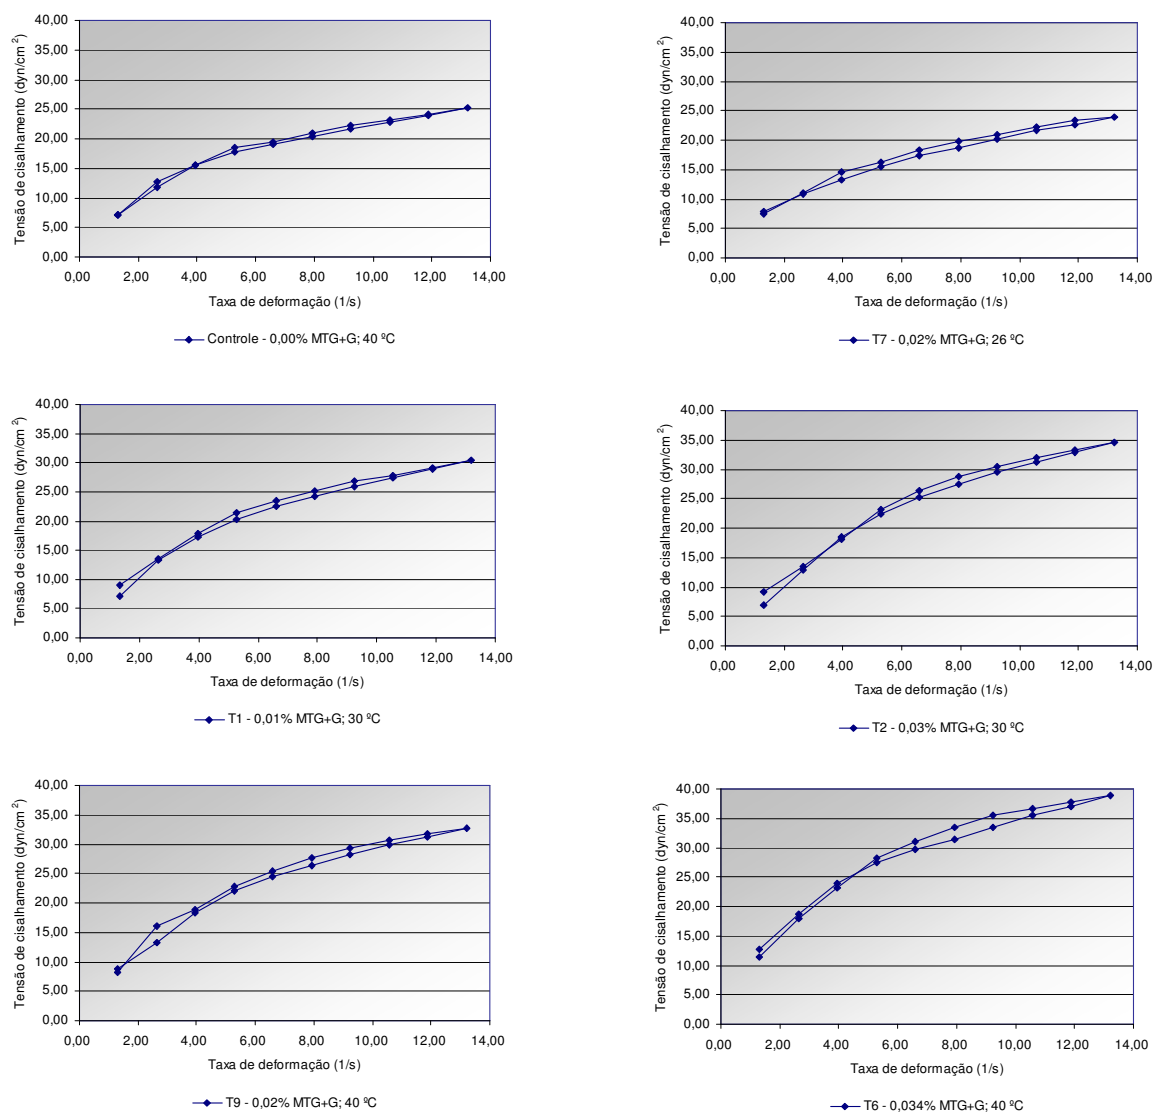 40,00
35,00
30,00
25,00
20,00
15,00
10,00
5,00
0,00
Tensão de cisalhamento (dyn/cm²)
0,00 2,00 4,00 6,00 8,00 10,00 12,00 14,00
Taxa de deformação (1/s)
Controle - 0,00% MTG+G; 40 ºC
40,00
35,00
30,00
25,00
20,00
15,00
10,00
5,00
0,00
Tensão de cisalhamento (dyn/cm²)
0,00 2,00 4,00 6,00 8,00 10,00 12,00 14,00
Taxa de deformação (1/s)
T7 - 0,02% MTG+G; 26 ºC
40,00
35,00
30,00
25,00
20,00
15,00
10,00
5,00
0,00
Tensão de cisalhamento (dyn/cm²)
0,00 2,00 4,00 6,00 8,00 10,00 12,00 14,00
Taxa de deformação (1/s)
T1 - 0,01% MTG+G; 30 ºC
40,00
35,00
30,00
25,00
20,00
15,00
10,00
5,00
0,00
Tensão de cisalhamento (dyn/cm²)
0,00 2,00 4,00 6,00 8,00 10,00 12,00 14,00
Taxa de deformação (1/s)
T2 - 0,03% MTG+G; 30 ºC
40,00
35,00
30,00
25,00
20,00
15,00
10,00
5,00
0,00
Tensão de cisalhamento (dyn/cm²)
0,00 2,00 4,00 6,00 8,00 10,00 12,00 14,00
Taxa de deformação (1/s)
T9 - 0,02% MTG+G; 40 ºC
40,00
35,00
30,00
25,00
20,00
15,00
10,00
5,00
0,00
Tensão de cisalhamento (dyn/cm²)
0,00 2,00 4,00 6,00 8,00 10,00 12,00 14,00
Taxa de deformação (1/s)
T6 - 0,034% MTG+G; 40 ºC